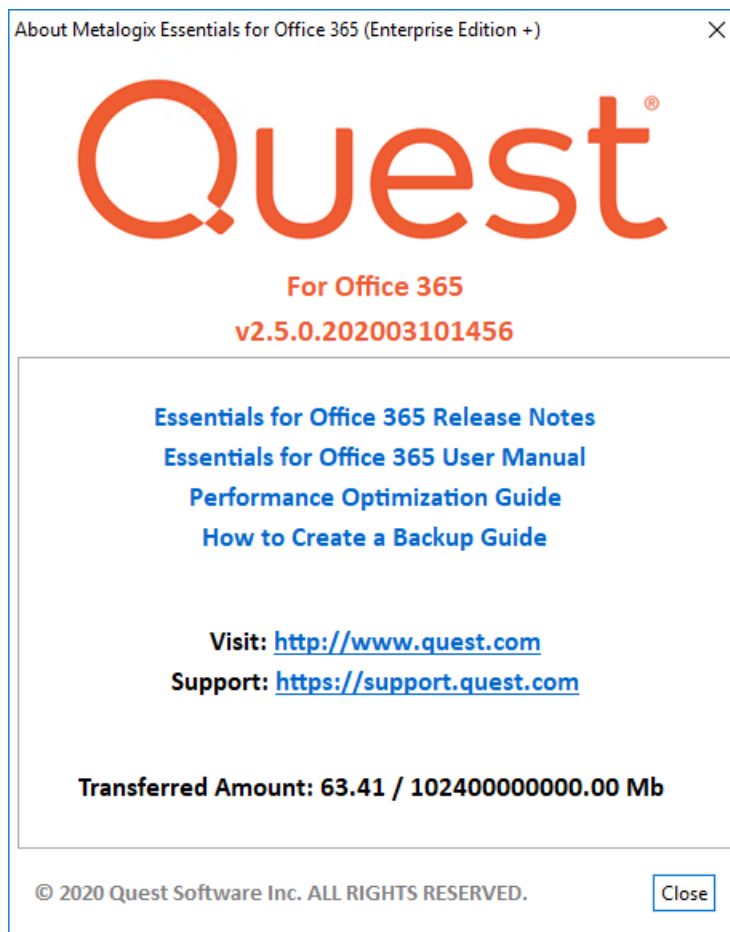 About Metalogix Essentials for Office 365 (Enterprise Edition +)
Quest®
For Office 365
v2.5.0.202003101456
Essentials for Office 365 Release Notes
Essentials for Office 365 User Manual
Performance Optimization Guide
How to Create a Backup Guide
Visit: http://www.quest.com
Support: https://support.quest.com
Transferred Amount: 63.41 / 102400000000.00 Mb
© 2020 Quest Software Inc. ALL RIGHTS RESERVED.
Close